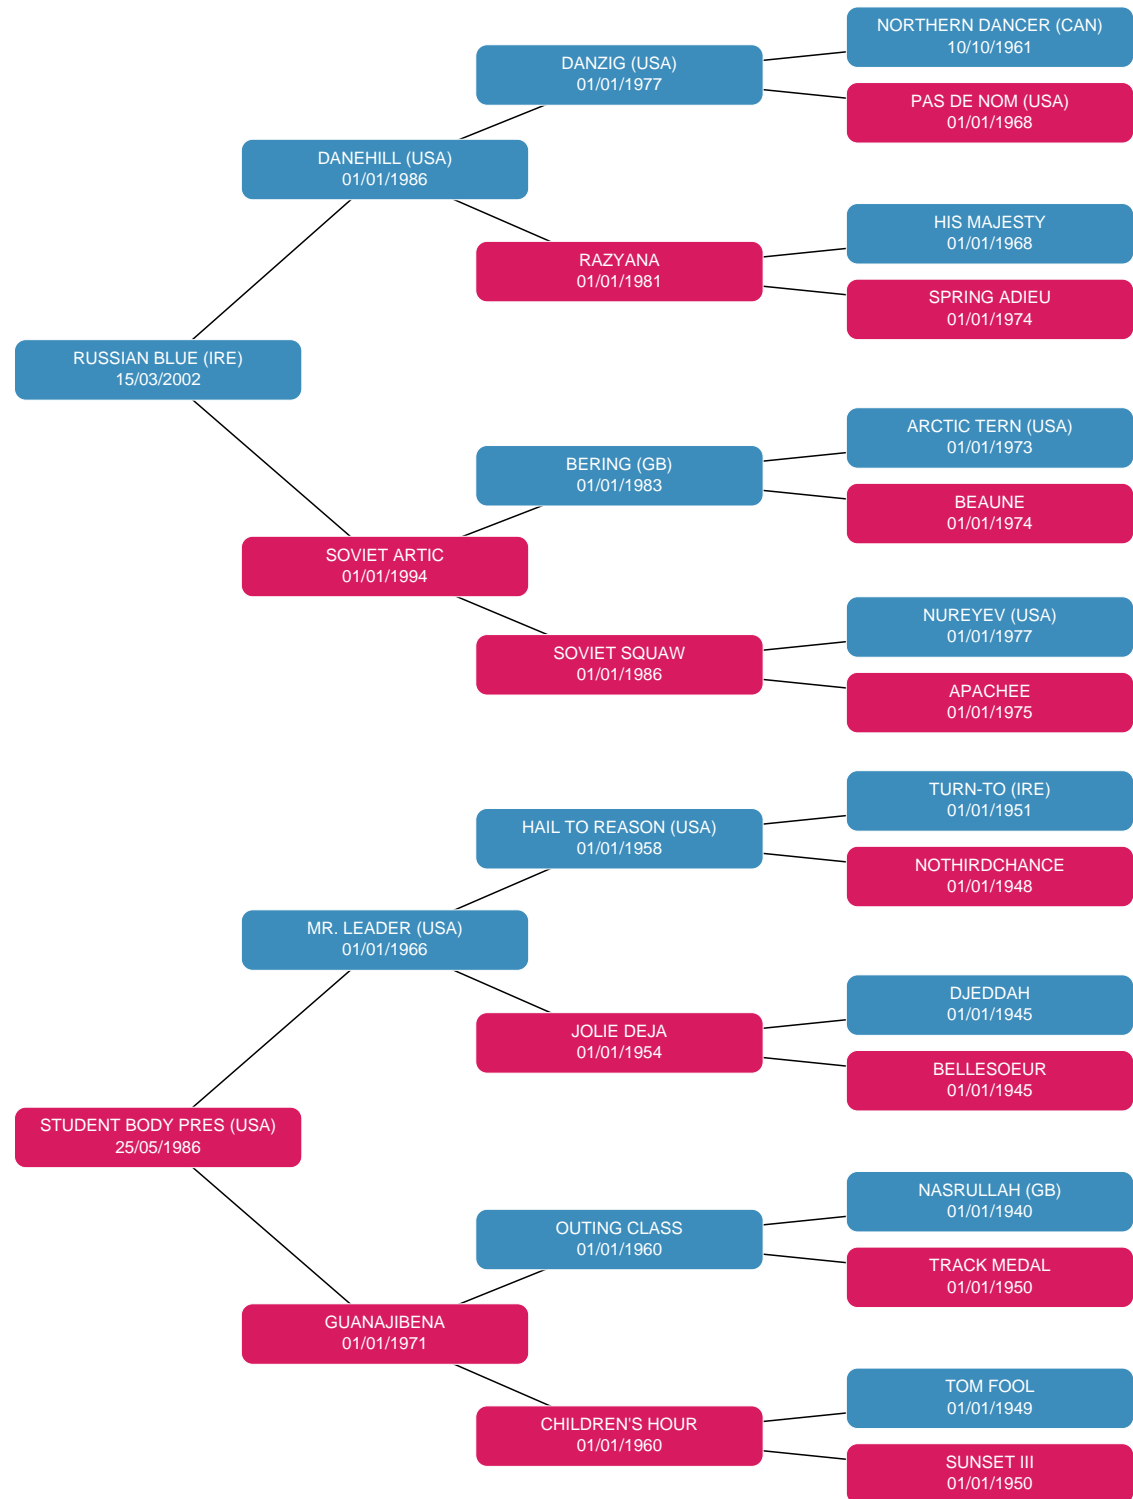 NORTHERN DANCER (CAN)
10/10/1961
DANZIG (USA)
01/01/1977
PAS DE NOM (USA)
01/01/1968
DANEHILL (USA)
01/01/1986
HIS MAJESTY
01/01/1968
RAZYANA
01/01/1981
SPRING ADIEU
01/01/1974
RUSSIAN BLUE (IRE)
15/03/2002
ARCTIC TERN (USA)
01/01/1973
BERING (GB)
01/01/1983
BEAUNE
01/01/1974
SOVIET ARTIC
01/01/1994
NUREYEV (USA)
01/01/1977
SOVIET SQUAW
01/01/1986
APACHEE
01/01/1975
TURN-TO (IRE)
01/01/1951
HAIL TO REASON (USA)
01/01/1958
NOTHIRDCHANCE
01/01/1948
MR. LEADER (USA)
01/01/1966
DJEDDAH
01/01/1945
JOLIE DEJA
01/01/1954
BELLESOEUR
01/01/1945
STUDENT BODY PRES (USA)
25/05/1986
NASRULLAH (GB)
01/01/1940
OUTING CLASS
01/01/1960
TRACK MEDAL
01/01/1950
GUANAJIBENA
01/01/1971
TOM FOOL
01/01/1949
CHILDREN'S HOUR
01/01/1960
SUNSET III
01/01/1950